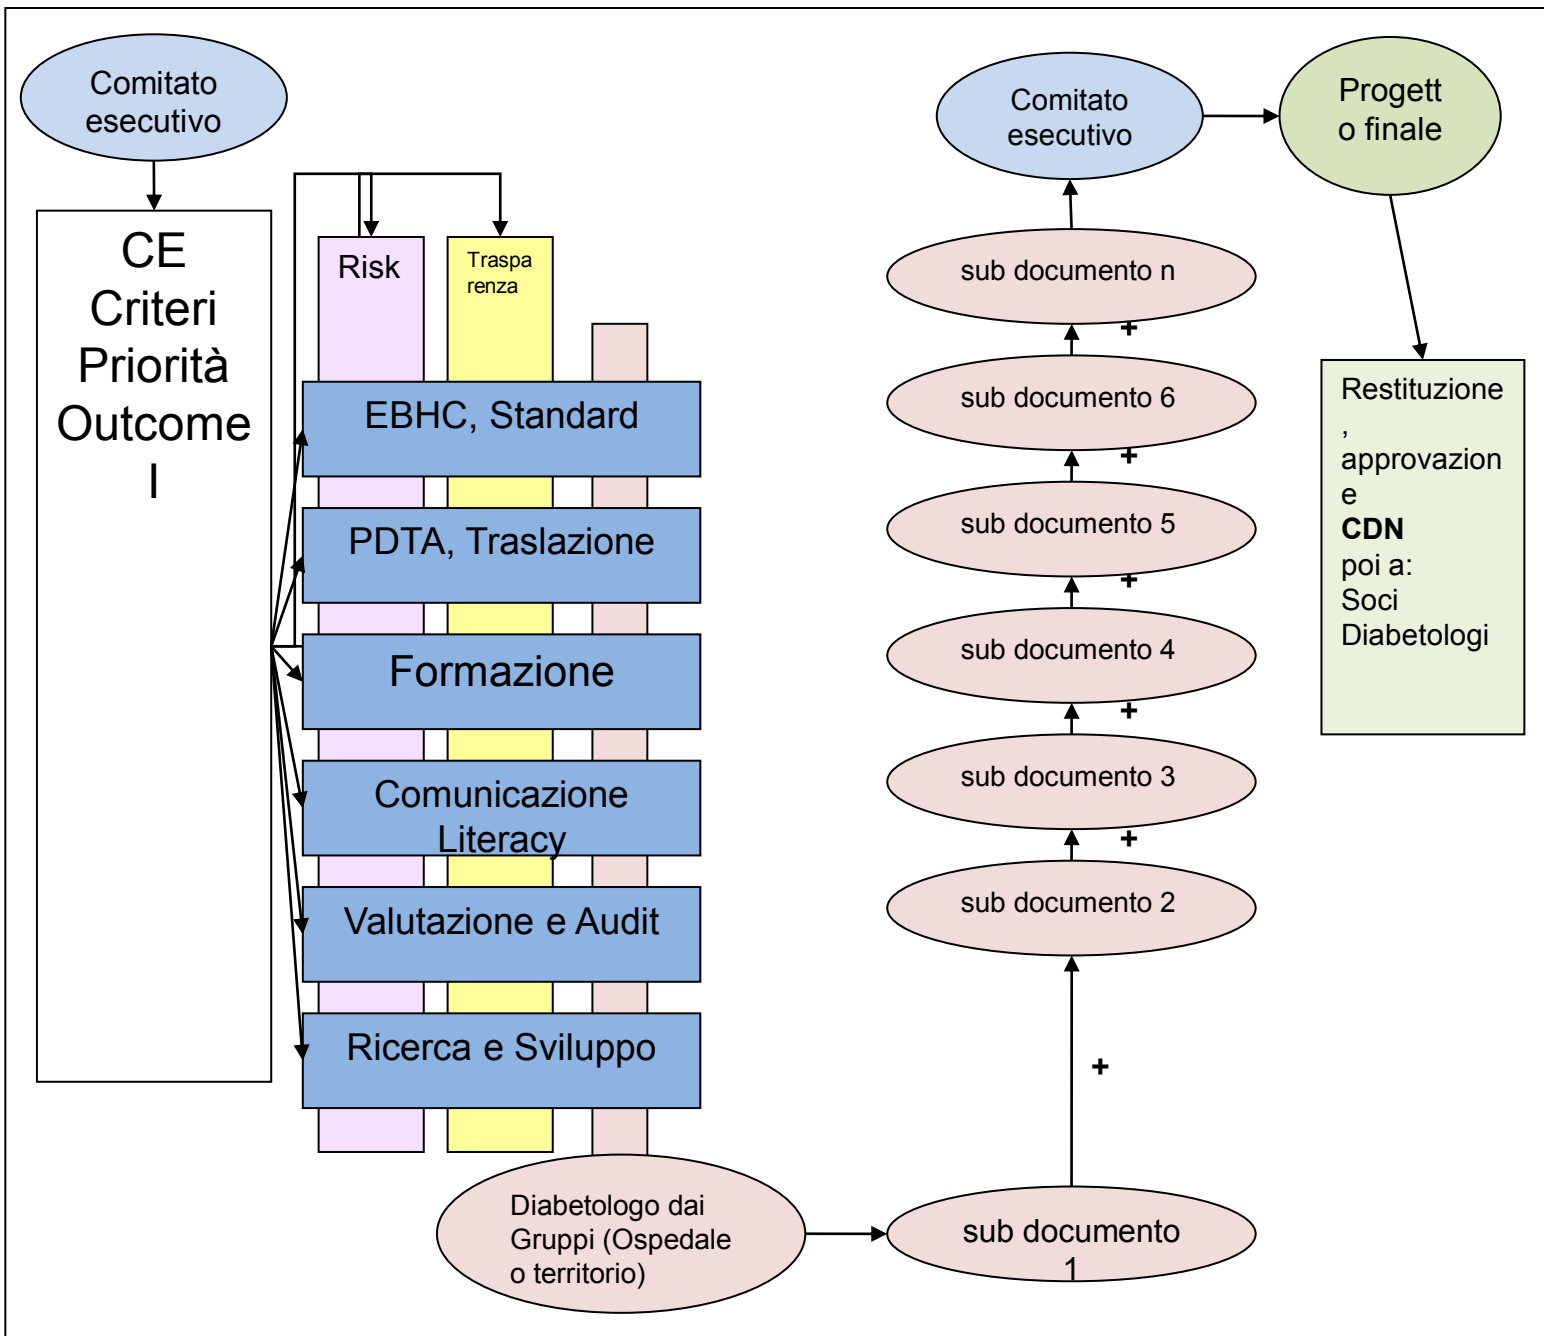 Comitato
esecutivo
CE
Criteri
Priorità
Outcome
I
Risk
Traspa
renza
EBHC, Standard
PDTA, Traslazione
Formazione
Comunicazione
Literacy
Valutazione e Audit
Ricerca e Sviluppo
Diabetologo dai
Gruppi (Ospedale
o territorio)
sub documento
1
+
sub documento 2
+
sub documento 3
+
sub documento 4
+
sub documento 5
+
sub documento 6
+
sub documento n
Comitato
esecutivo
Progett
o finale
Restituzione
,
approvazion
e
CDN
poi a:
Soci
Diabetologi